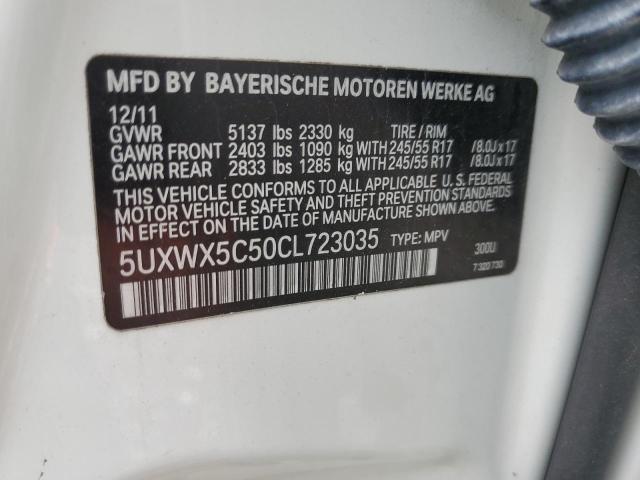 MFD BY BAYERISCHE MOTOREN WERKE AG
12/11
GVWR 5137 lbs 2330 kg TIRE / RIM
GAWR FRONT 2403 lbs 1090 kg WITH 245/55 R17 /8.0J x 17
GAWR REAR 2833 lbs 1285 kg WITH 245/55 R17 /8.0J x 17
THIS VEHICLE CONFORMS TO ALL APPLICABLE U. S. FEDERAL
MOTOR VEHICLE SAFETY AND THEFT PREVENTION STANDARDS
IN EFFECT ON THE DATE OF MANUFACTURE SHOWN ABOVE.
5UXWX5C50CL723035 TYPE: MPV 300U
7 320 730